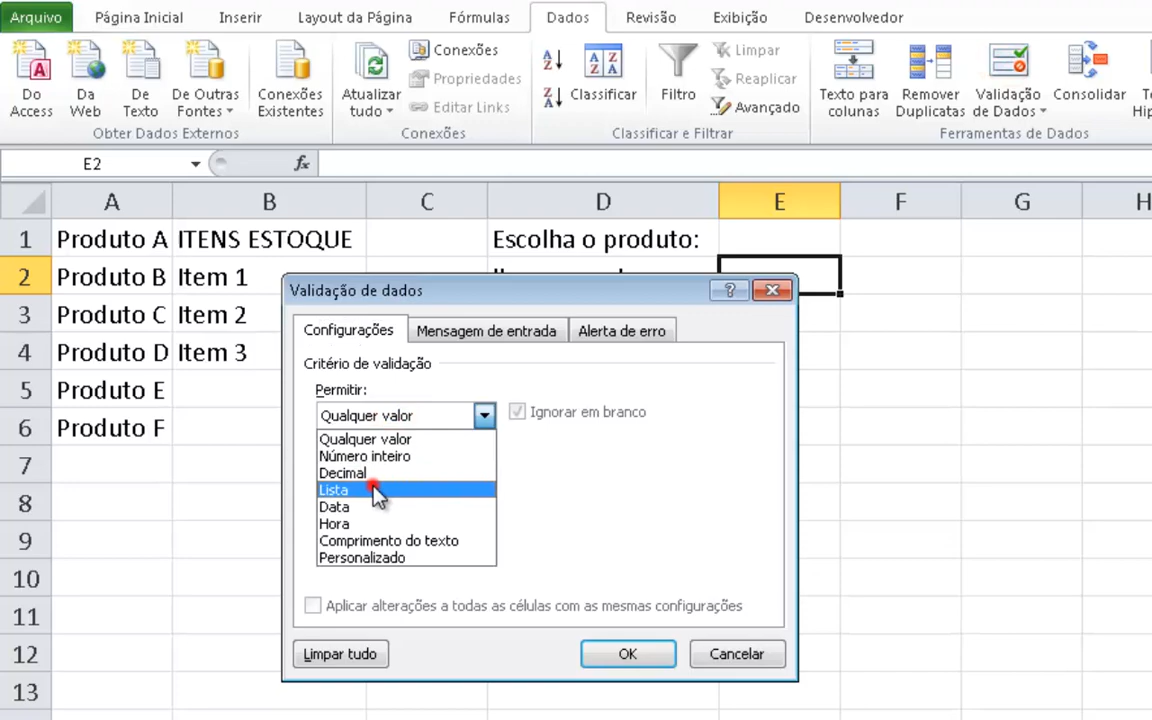 Arquivo Página Inicial Inserir Layout da Página Fórmulas Dados Revisão Exibição Desenvolvedor
Do Access
Da Web
De Texto
De Outras Fontes
Conexões Existentes
Obter Dados Externos
Atualizar tudo
Conexões
Propriedades
Editar Links
Conexões
Classificar
Filtro
Limpar
Reaplicar
Avançado
Classificar e Filtrar
Texto para colunas
Remover Duplicatas
Validação de Dados
Consolidar
Ferramentas de Dados
E2 fx
A B C D E F G H
1 Produto A ITENS ESTOQUE Escolha o produto:
2 Produto B Item 1
3 Produto C Item 2
4 Produto D Item 3
5 Produto E
6 Produto F
7
8
9
10
11
12
13
Validação de dados
Configurações Mensagem de entrada Alerta de erro
Critério de validação
Permitir:
Qualquer valor Ignorar em branco
Qualquer valor
Número inteiro
Decimal
Lista
Data
Hora
Comprimento do texto
Personalizado
Aplicar alterações a todas as células com as mesmas configurações
Limpar tudo OK Cancelar